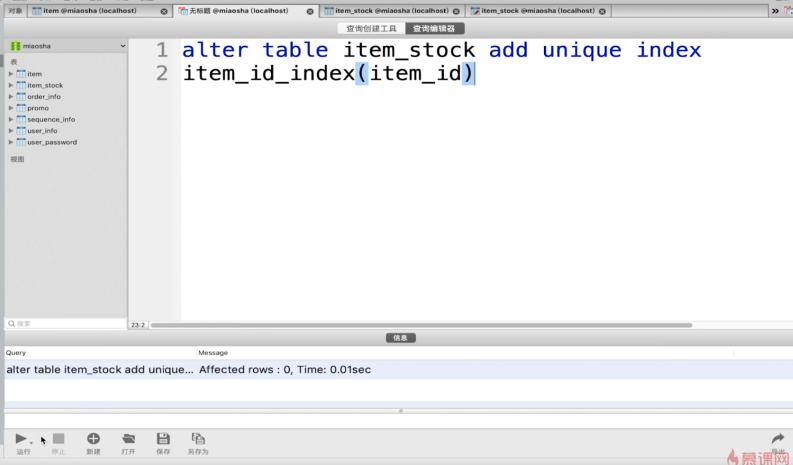 对象 item @miaosha (localhost) 无标题 @miaosha (localhost) item_stock @miaosha (localhost) item_stock @miaosha (localhost) »
查询创建工具 查询编辑器
miaosha
表
item
item_stock
order_info
promo
sequence_info
user_info
user_password
视图
1 alter table item_stock add unique index
2 item_id_index(item_id)
搜索
23:2
信息
Query Message
alter table item_stock add unique... Affected rows : 0, Time: 0.01sec
运行 停止 新建 打开 保存 另存为
慕课网